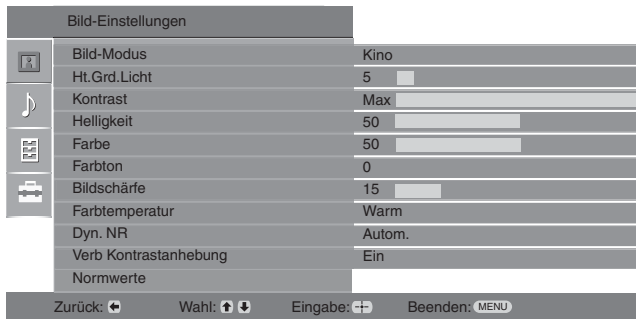 Bild-Einstellungen
Bild-Modus Kino
Ht.Grd.Licht 5
Kontrast Max
Helligkeit 50
Farbe 50
Farbton 0
Bildschärfe 15
Farbtemperatur Warm
Dyn. NR Autom.
Verb Kontrastanhebung Ein
Normwerte
Zurück: Wahl: Eingabe: Beenden: MENU